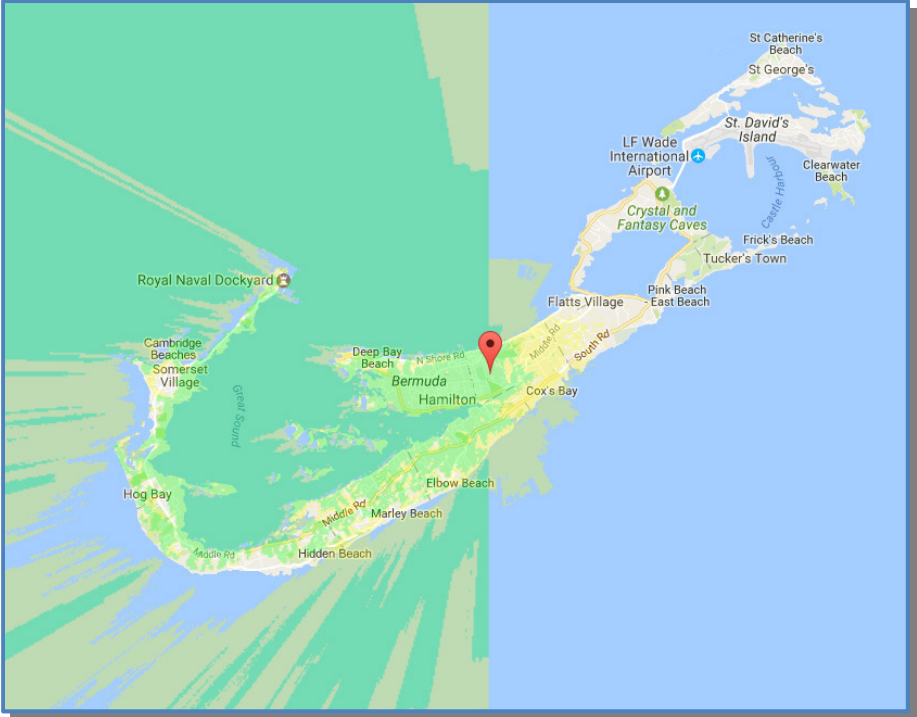 St Catherine's
Beach
St George's
St. David's
Island
LF Wade
International
Airport
Clearwater
Beach
Castle Harbour
Crystal and
Fantasy Caves
Frick's Beach
Tucker's Town
Royal Naval Dockyard
Pink Beach
- East Beach
Flatts Village
Middle Rd
South Rd
Cambridge
Beaches
Somerset
Village
Deep Bay
Beach
N Shore Rd
Bermuda
Hamilton
Cox's Bay
Great Sound
Elbow Beach
Hog Bay
Middle Rd
Marley Beach
Middle Rd
Hidden Beach